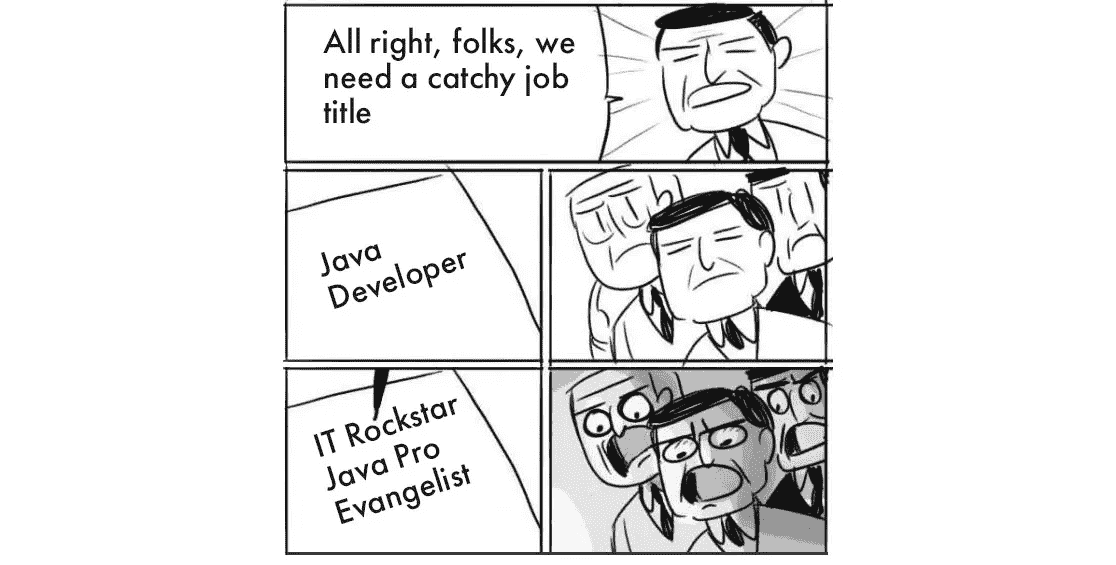 All right, folks, we
need a catchy job
title
Java
Developer
IT Rockstar
Java Pro
Evangelist